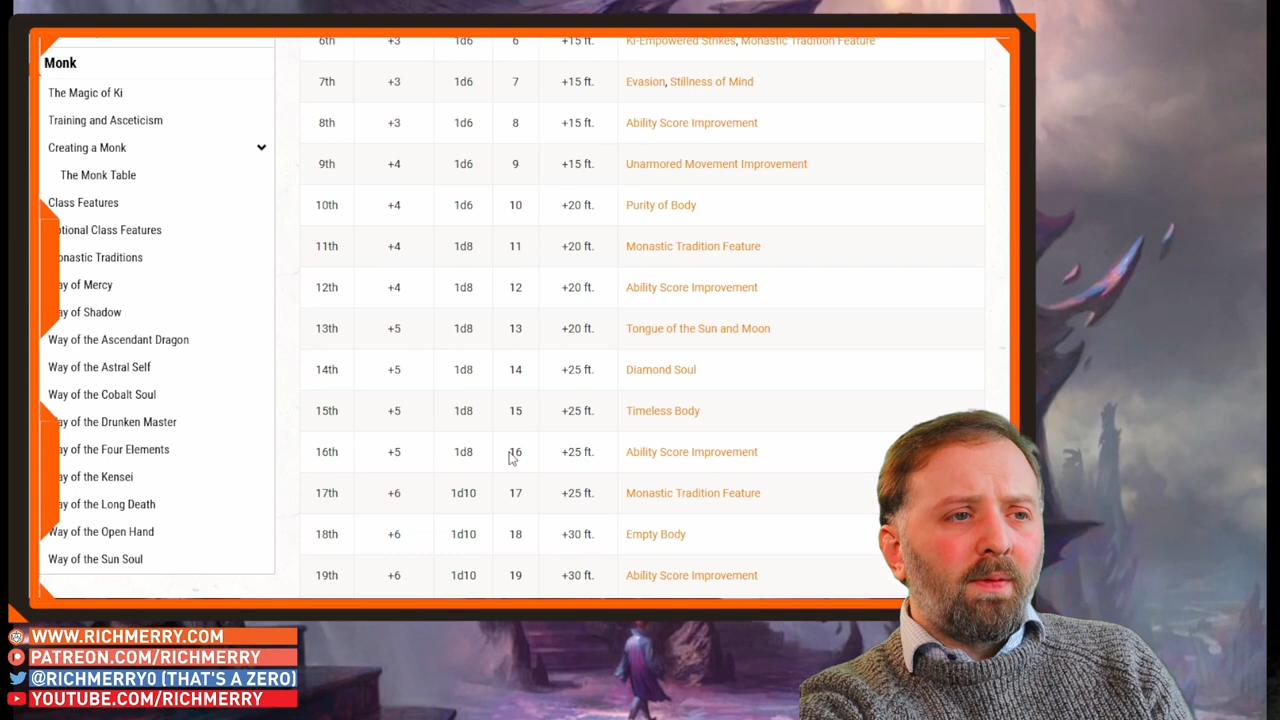 Monk
The Magic of Ki
Training and Asceticism
Creating a Monk
The Monk Table
Class Features
ptional Class Features
onastic Traditions
ay of Mercy
ay of Shadow
Way of the Ascendant Dragon
Way of the Astral Self
Way of the Cobalt Soul
ay of the Drunken Master
ay of the Four Elements
ay of the Kensei
ay of the Long Death
Way of the Open Hand
Way of the Sun Soul
6th +3 1d6 6 +15 ft. Ki-Empowered Strikes, Monastic Tradition Feature
7th +3 1d6 7 +15 ft. Evasion, Stillness of Mind
8th +3 1d6 8 +15 ft. Ability Score Improvement
9th +4 1d6 9 +15 ft. Unarmored Movement Improvement
10th +4 1d6 10 +20 ft. Purity of Body
11th +4 1d8 11 +20 ft. Monastic Tradition Feature
12th +4 1d8 12 +20 ft. Ability Score Improvement
13th +5 1d8 13 +20 ft. Tongue of the Sun and Moon
14th +5 1d8 14 +25 ft. Diamond Soul
15th +5 1d8 15 +25 ft. Timeless Body
16th +5 1d8 16 +25 ft. Ability Score Improvement
17th +6 1d10 17 +25 ft. Monastic Tradition Feature
18th +6 1d10 18 +30 ft. Empty Body
19th +6 1d10 19 +30 ft. Ability Score Improvement
WWW.RICHMERRY.COM
PATREON.COM/RICHMERRY
@RICHMERRY0 (THAT'S A ZERO)
YOUTUBE.COM/RICHMERRY